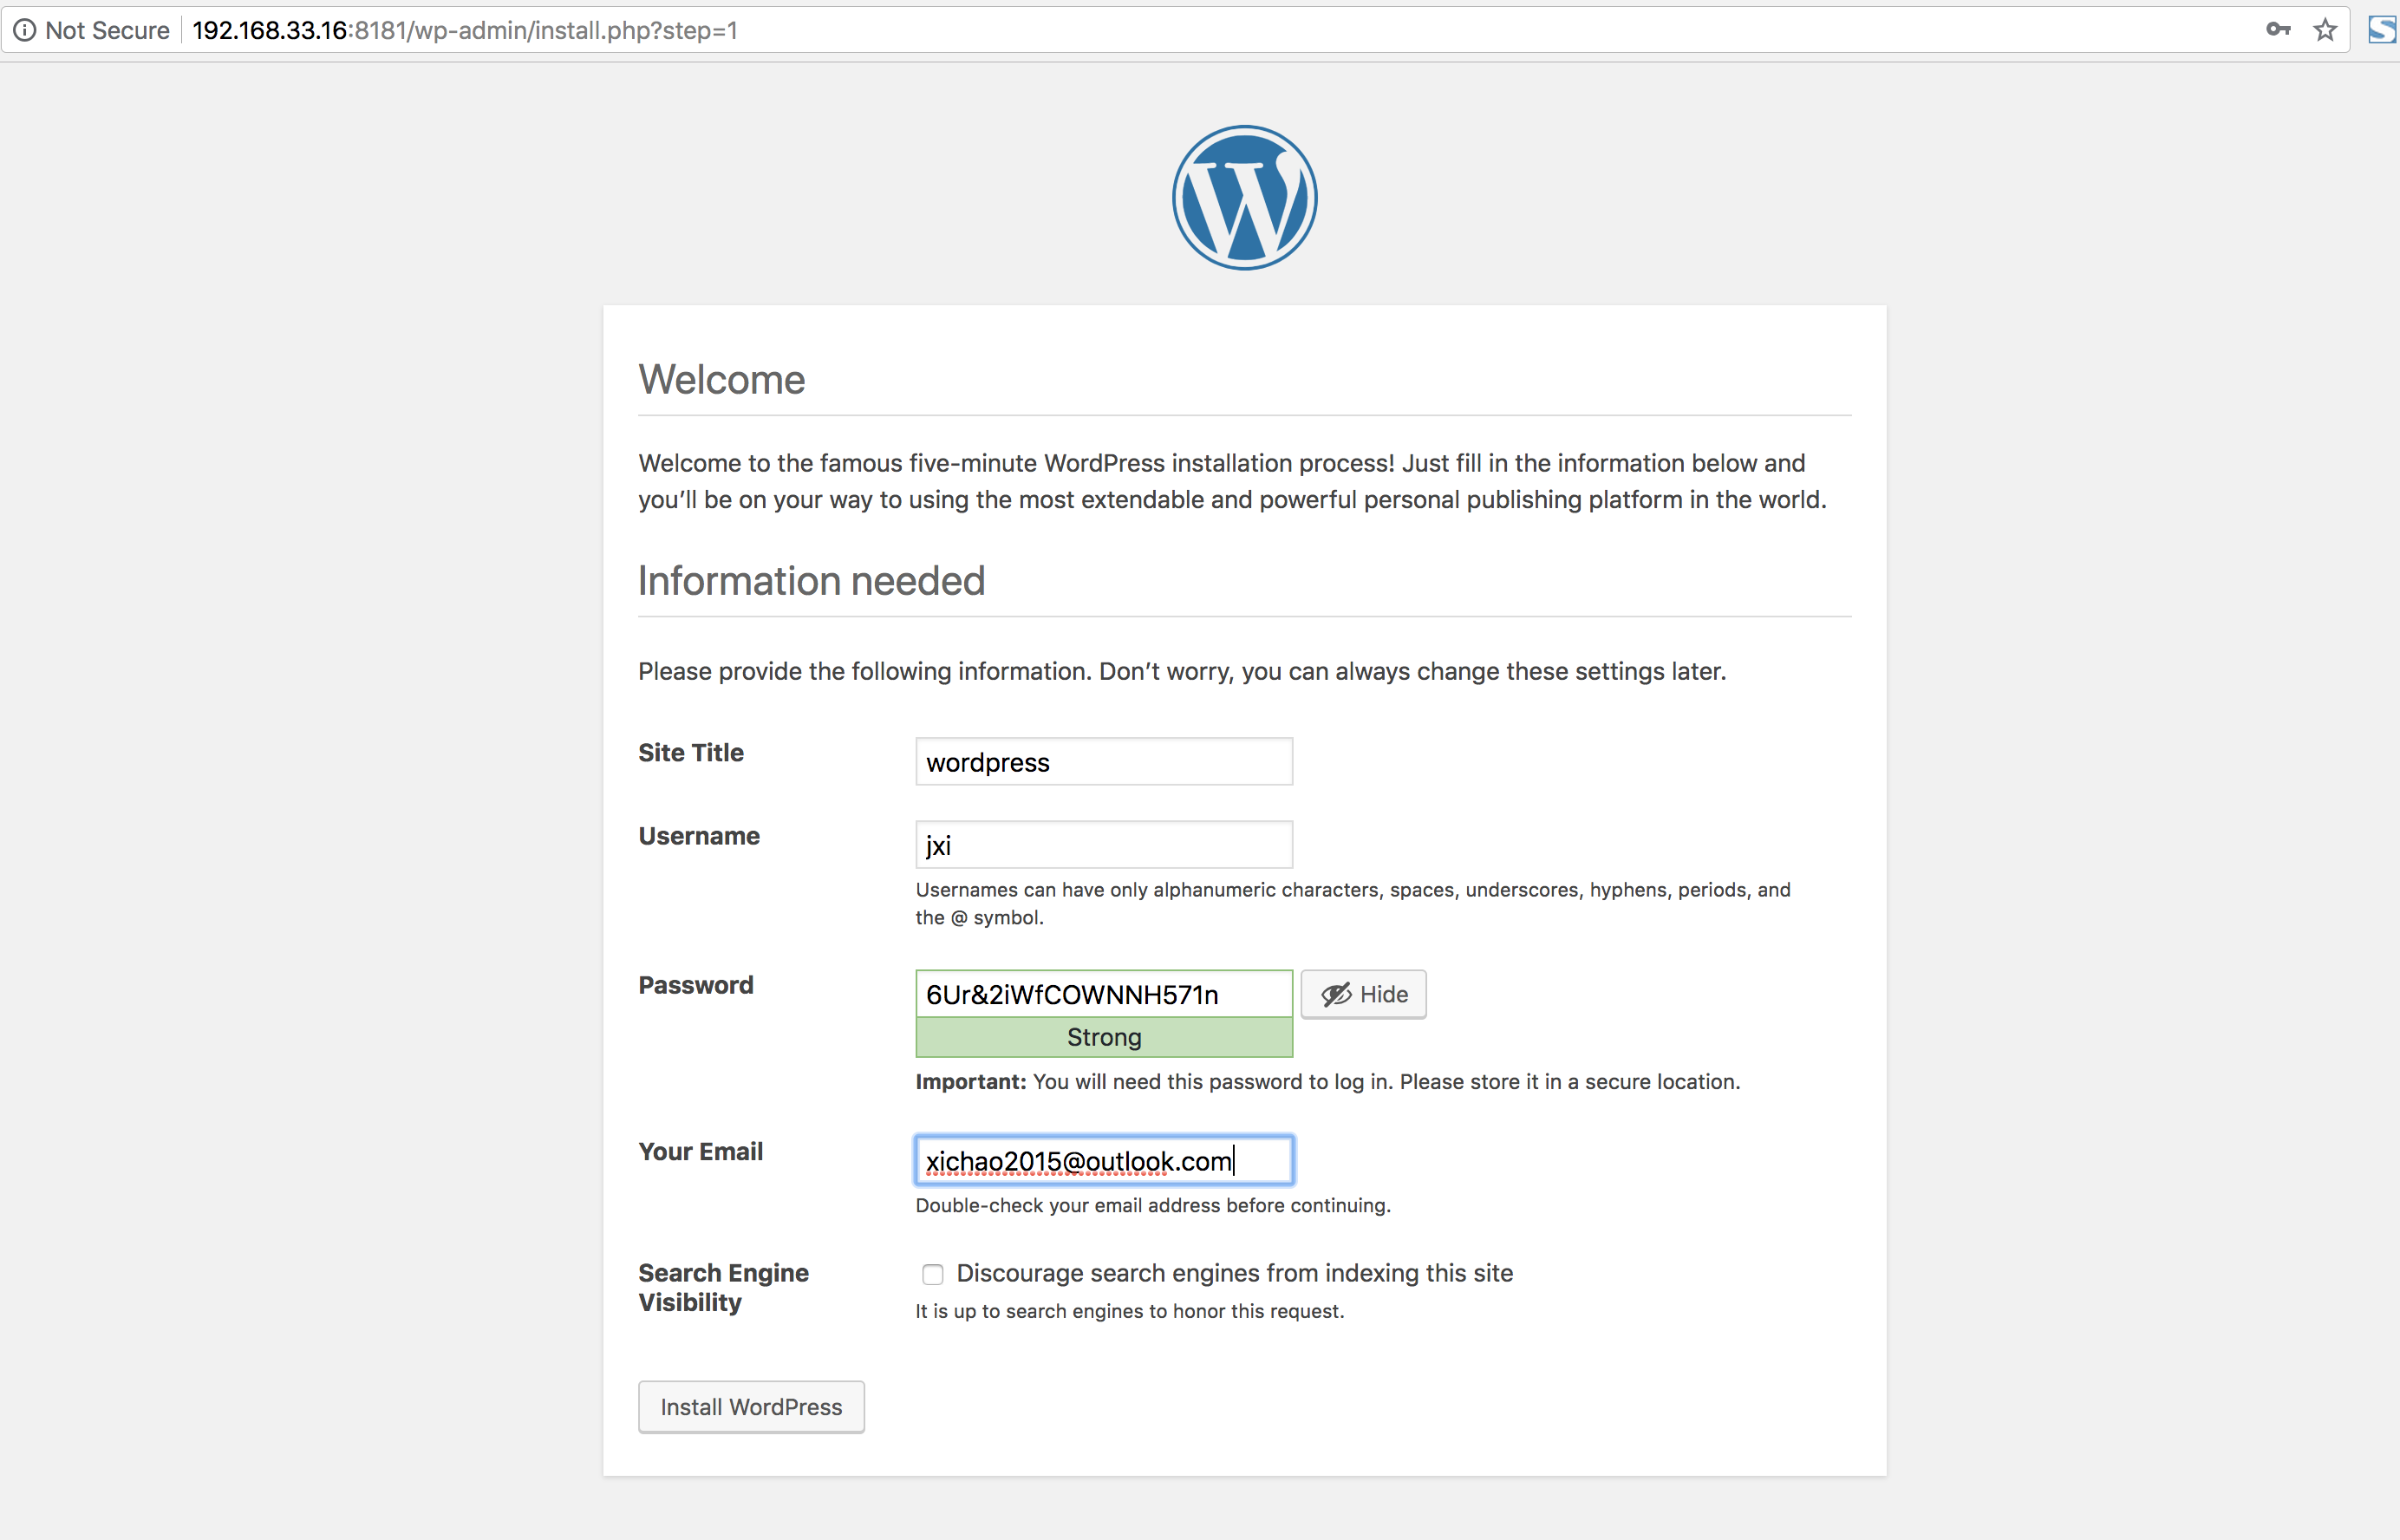 Not Secure 192.168.33.16:8181/wp-admin/install.php?step=1
Welcome
Welcome to the famous five-minute WordPress installation process! Just fill in the information below and
you’ll be on your way to using the most extendable and powerful personal publishing platform in the world.
Information needed
Please provide the following information. Don’t worry, you can always change these settings later.
Site Title
wordpress
Username
jxi
Usernames can have only alphanumeric characters, spaces, underscores, hyphens, periods, and
the @ symbol.
Password
6Ur&2iWfCOWNNH571n
Hide
Strong
Important: You will need this password to log in. Please store it in a secure location.
Your Email
xichao2015@outlook.com
Double-check your email address before continuing.
Search Engine
Visibility
Discourage search engines from indexing this site
It is up to search engines to honor this request.
Install WordPress